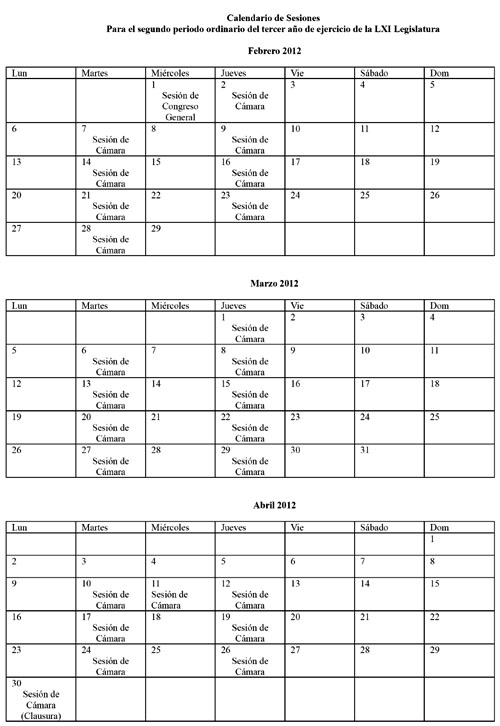 Calendario de Sesiones
Para el segundo periodo ordinario del tercer año de ejercicio de la LXI Legislatura
Febrero 2012
Lun Martes Miércoles Jueves Vie Sábado Dom
1 2 3 4 5
Sesión de Sesión de
Congreso Cámara
General
6 7 8 9 10 11 12
Sesión de Sesión de
Cámara Cámara
13 14 15 16 17 18 19
Sesión de Sesión de
Cámara Cámara
20 21 22 23 24 25 26
Sesión de Sesión de
Cámara Cámara
27 28 29
Sesión de
Cámara
Marzo 2012
Lun Martes Miércoles Jueves Vie Sábado Dom
1 2 3 4
Sesión de
Cámara
5 6 7 8 9 10 11
Sesión de Sesión de
Cámara Cámara
12 13 14 15 16 17 18
Sesión de Sesión de
Cámara Cámara
19 20 21 22 23 24 25
Sesión de Sesión de
Cámara Cámara
26 27 28 29 30 31
Sesión de Sesión de
Cámara Cámara
Abril 2012
Lun Martes Miércoles Jueves Vie Sábado Dom
1
2 3 4 5 6 7 8
9 10 11 12 13 14 15
Sesión de Sesión de Sesión de
Cámara Cámara Cámara
16 17 18 19 20 21 22
Sesión de Sesión de
Cámara Cámara
23 24 25 26 27 28 29
Sesión de Sesión de
Cámara Cámara
30
Sesión de
Cámara
(Clausura)